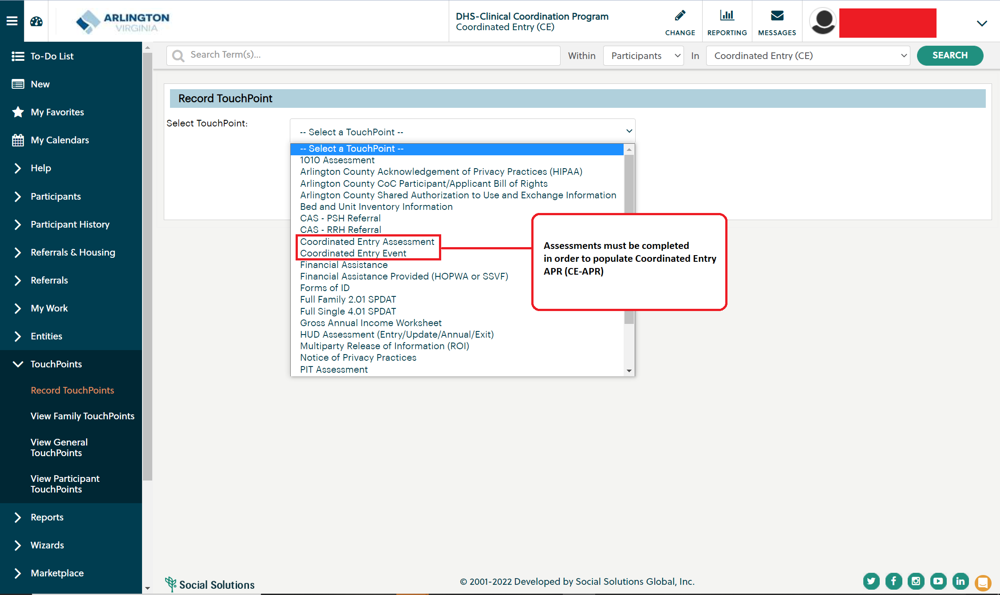 ARLINGTON
VIRGINIA
DHS-Clinical Coordination Program
Coordinated Entry (CE)
CHANGE
REPORTING
MESSAGES
To-Do List
New
My Favorites
My Calendars
Help
Participants
Participant History
Referrals & Housing
Referrals
My Work
Entities
TouchPoints
Record TouchPoints
View Family TouchPoints
View General
TouchPoints
View Participant
TouchPoints
Reports
Wizards
Marketplace
Search Term(s)...
Within
Participants
In
Coordinated Entry (CE)
SEARCH
Record TouchPoint
Select TouchPoint:
-- Select a TouchPoint --
-- Select a TouchPoint --
1010 Assessment
Arlington County Acknowledgement of Privacy Practices (HIPAA)
Arlington County CoC Participant/Applicant Bill of Rights
Arlington County Shared Authorization to Use and Exchange Information
Bed and Unit Inventory Information
CAS - PSH Referral
CAS - RRH Referral
Coordinated Entry Assessment
Coordinated Entry Event
Financial Assistance
Financial Assistance Provided (HOPWA or SSVF)
Forms of ID
Full Family 2.01 SPDAT
Full Single 4.01 SPDAT
Gross Annual Income Worksheet
HUD Assessment (Entry/Update/Annual/Exit)
Multiparty Release of Information (ROI)
Notice of Privacy Practices
PIT Assessment
Assessments must be completed
in order to populate Coordinated Entry
APR (CE-APR)
Social Solutions
© 2001-2022 Developed by Social Solutions Global, Inc.